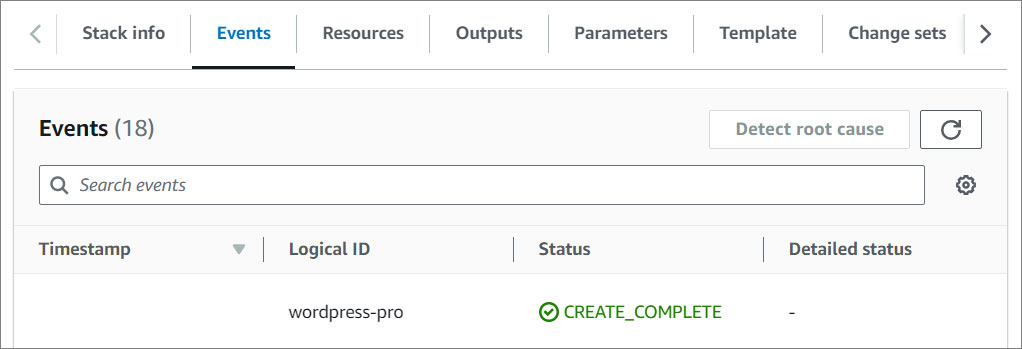 Stack info Events Resources Outputs Parameters Template Change sets
Events (18) Detect root cause
Search events
Timestamp Logical ID Status Detailed status
wordpress-pro CREATE_COMPLETE -